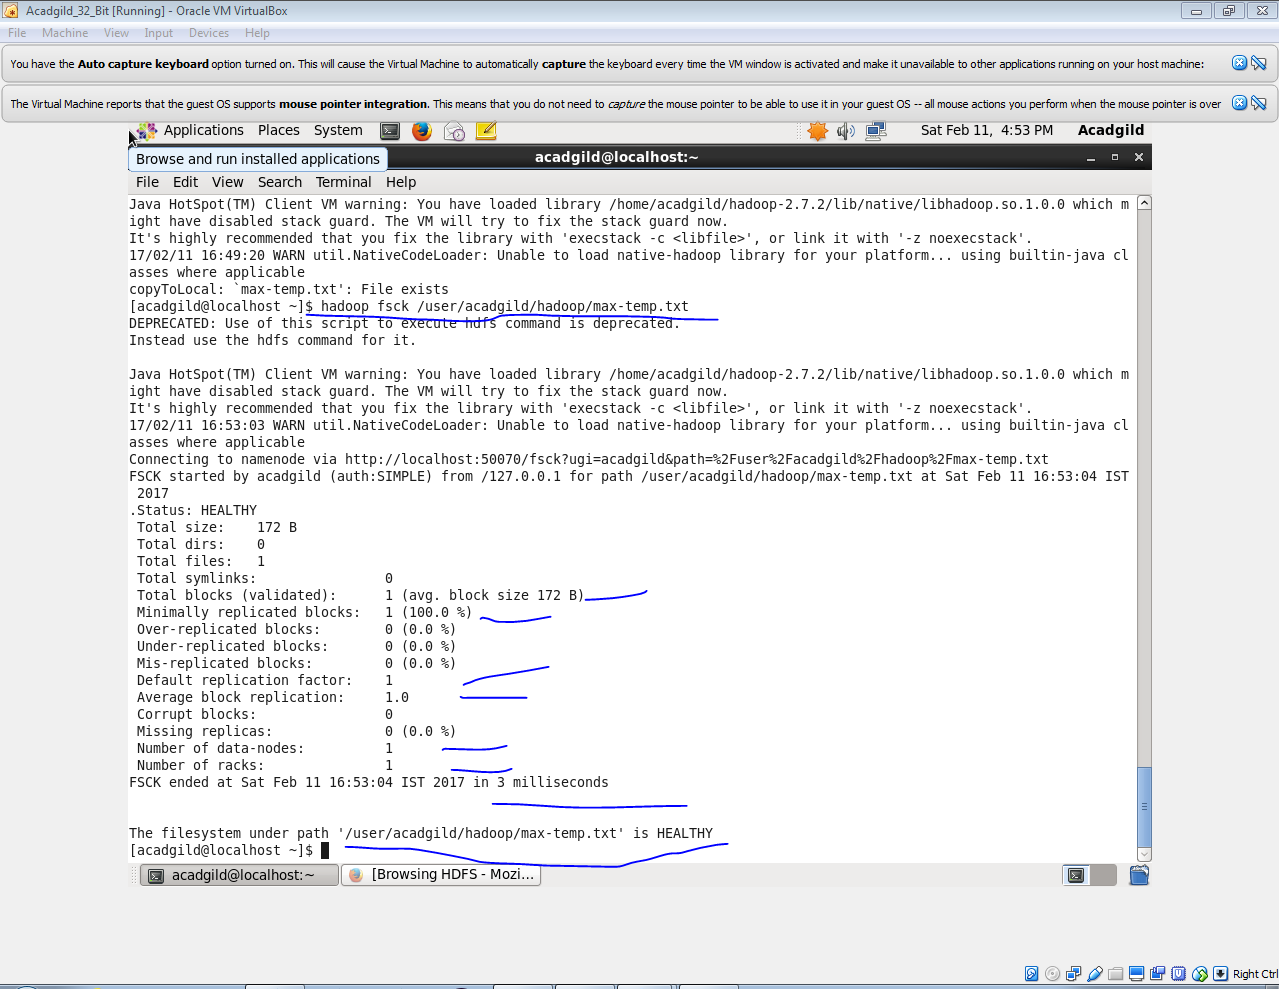 Acadgild_32_Bit [Running] - Oracle VM VirtualBox
File Machine View Input Devices Help
You have the Auto capture keyboard option turned on. This will cause the Virtual Machine to automatically capture the keyboard every time the VM window is activated and make it unavailable to other applications running on your host machine:
The Virtual Machine reports that the guest OS supports mouse pointer integration. This means that you do not need to capture the mouse pointer to be able to use it in your guest OS -- all mouse actions you perform when the mouse pointer is over
Applications Places System Sat Feb 11, 4:53 PM Acadgild
Browse and run installed applications
acadgild@localhost:~
File Edit View Search Terminal Help
Java HotSpot(TM) Client VM warning: You have loaded library /home/acadgild/hadoop-2.7.2/lib/native/libhadoop.so.1.0.0 which m
ight have disabled stack guard. The VM will try to fix the stack guard now.
It's highly recommended that you fix the library with 'execstack -c <libfile>', or link it with '-z noexecstack'.
17/02/11 16:49:20 WARN util.NativeCodeLoader: Unable to load native-hadoop library for your platform... using builtin-java cl
asses where applicable
copyToLocal: `max-temp.txt': File exists
[acadgild@localhost ~]$ hadoop fsck /user/acadgild/hadoop/max-temp.txt
DEPRECATED: Use of this script to execute hdfs command is deprecated.
Instead use the hdfs command for it.
Java HotSpot(TM) Client VM warning: You have loaded library /home/acadgild/hadoop-2.7.2/lib/native/libhadoop.so.1.0.0 which m
ight have disabled stack guard. The VM will try to fix the stack guard now.
It's highly recommended that you fix the library with 'execstack -c <libfile>', or link it with '-z noexecstack'.
17/02/11 16:53:03 WARN util.NativeCodeLoader: Unable to load native-hadoop library for your platform... using builtin-java cl
asses where applicable
Connecting to namenode via http://localhost:50070/fsck?ugi=acadgild&path=%2Fuser%2Facadgild%2Fhadoop%2Fmax-temp.txt
FSCK started by acadgild (auth:SIMPLE) from /127.0.0.1 for path /user/acadgild/hadoop/max-temp.txt at Sat Feb 11 16:53:04 IST
2017
.Status: HEALTHY
Total size: 172 B
Total dirs: 0
Total files: 1
Total symlinks: 0
Total blocks (validated): 1 (avg. block size 172 B)
Minimally replicated blocks: 1 (100.0 %)
Over-replicated blocks: 0 (0.0 %)
Under-replicated blocks: 0 (0.0 %)
Mis-replicated blocks: 0 (0.0 %)
Default replication factor: 1
Average block replication: 1.0
Corrupt blocks: 0
Missing replicas: 0 (0.0 %)
Number of data-nodes: 1
Number of racks: 1
FSCK ended at Sat Feb 11 16:53:04 IST 2017 in 3 milliseconds
The filesystem under path '/user/acadgild/hadoop/max-temp.txt' is HEALTHY
[acadgild@localhost ~]$
acadgild@localhost:~ [Browsing HDFS - Mozi...
Right Ctrl